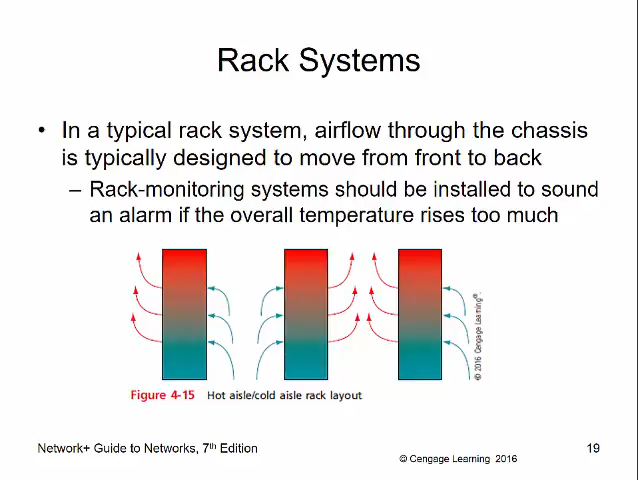 Rack Systems
• In a typical rack system, airflow through the chassis
is typically designed to move from front to back
– Rack-monitoring systems should be installed to sound
an alarm if the overall temperature rises too much
© 2016 Cengage Learning®.
Figure 4-15 Hot aisle/cold aisle rack layout
Network+ Guide to Networks, 7th Edition
© Cengage Learning 2016
19